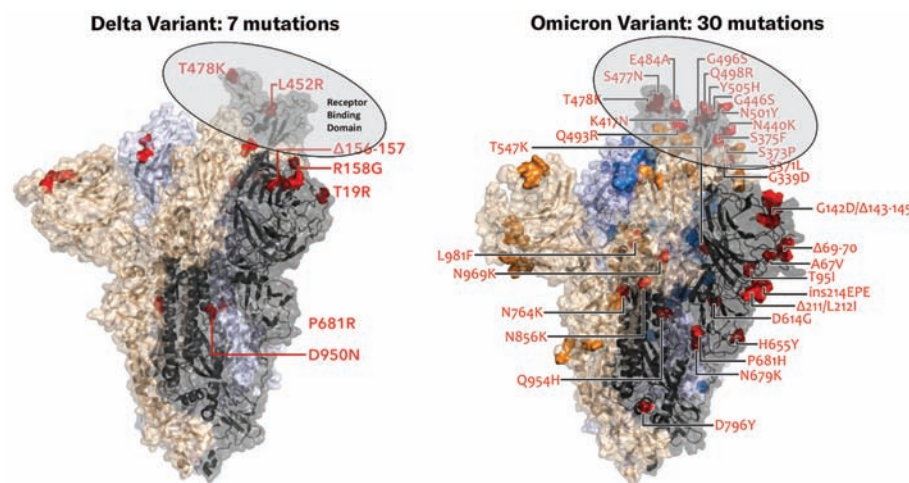 Delta Variant: 7 mutations
T478K
L452R
Receptor
Binding
Domain
Δ156-157
R158G
T19R
P681R
D950N
Omicron Variant: 30 mutations
E484A
G496S
S477N
Q498R
Y505H
T478K
G446S
K417N
N501Y
N440K
Q493R
S375F
T547K
S373P
S371L
G339D
G142D/Δ143-145
Δ69-70
L981F
A67V
N969K
T95I
ins214EPE
Δ211/L212I
N764K
D614G
N856K
H655Y
P681H
Q954H
N679K
D796Y